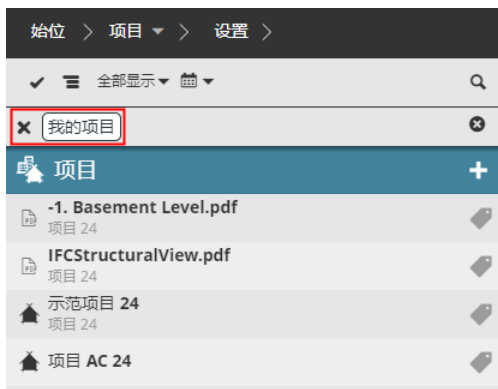 始位 > 项目 > 设置 >
全部显示
我的项目
项目
-1. Basement Level.pdf
项目 24
IFCStructuralView.pdf
项目 24
示范项目 24
项目 24
项目 AC 24